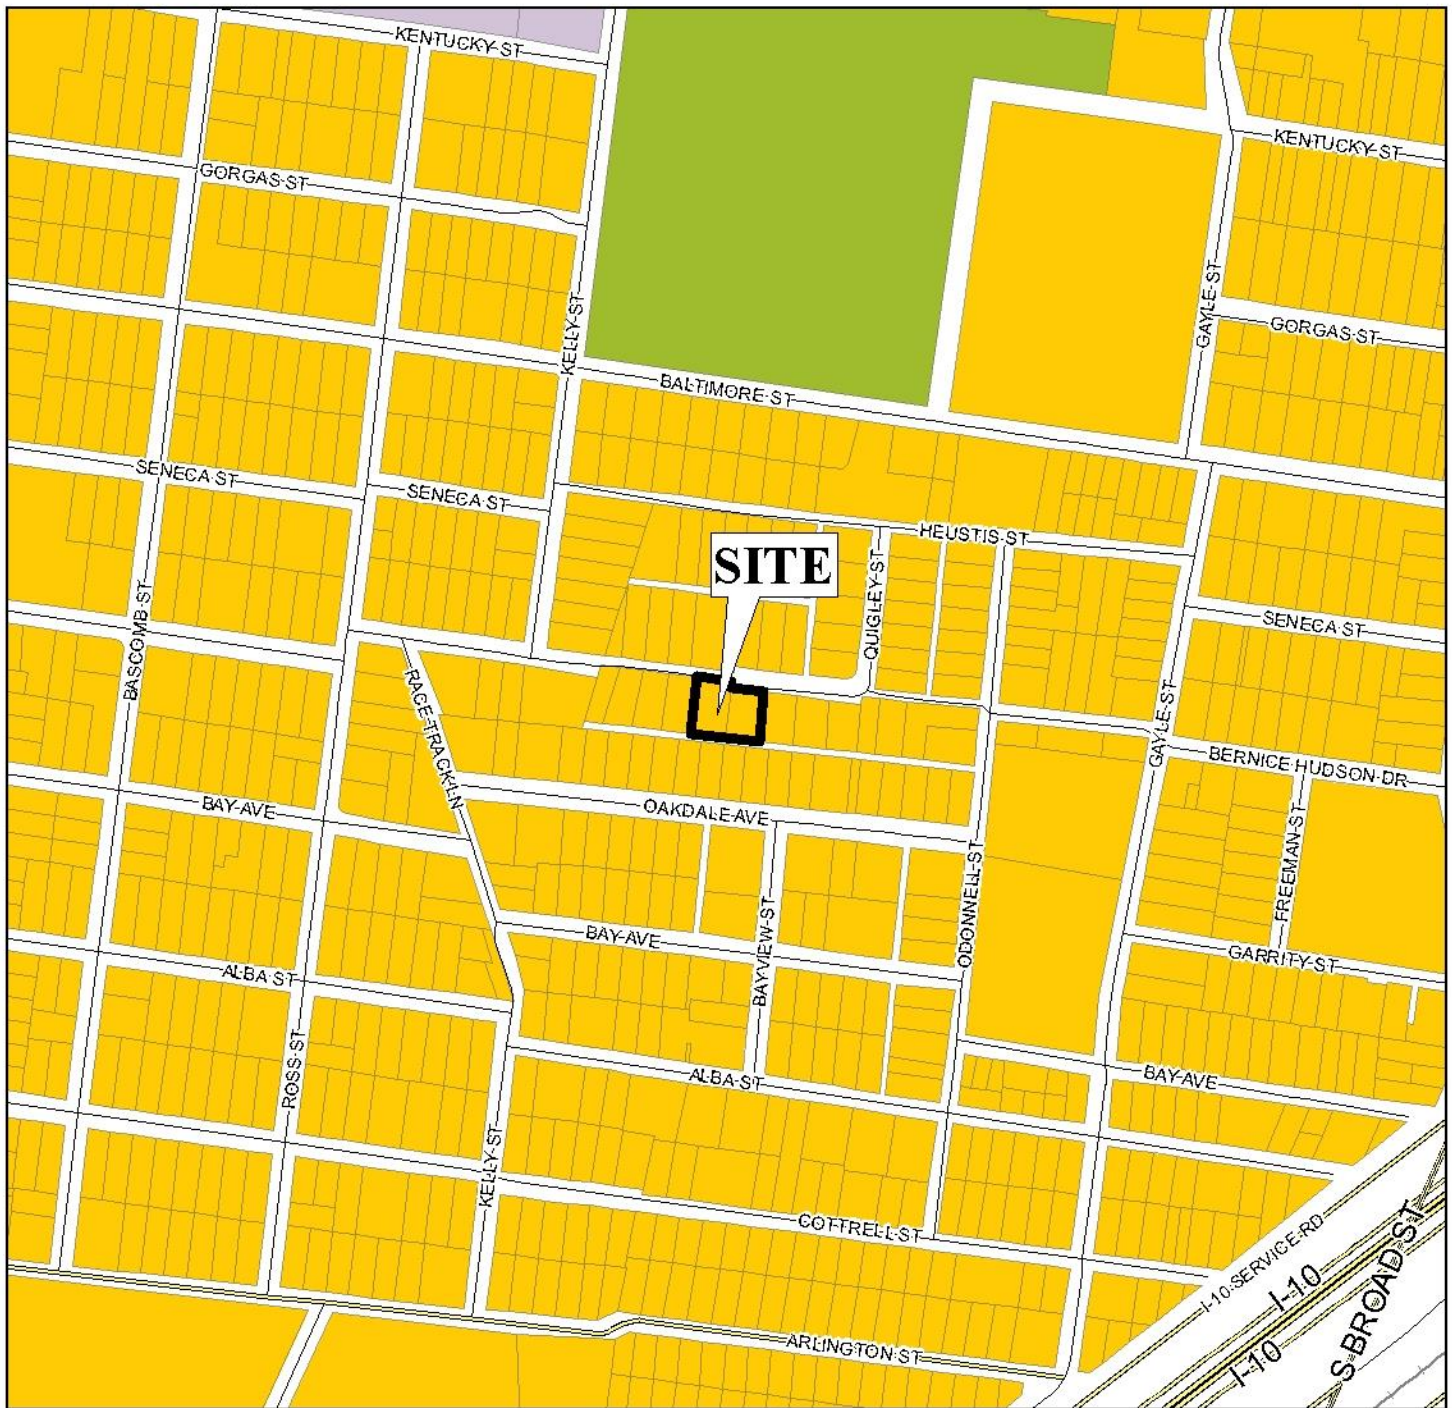 KENTUCKY ST
KENTUCKY ST
GORGAS ST
GAYLE ST
KELLY ST
GORGAS ST
BALTIMORE ST
SENECA ST
SENECA ST
HEUSTIS ST
SITE
QUIGLEY ST
BASCOMB ST
SENECA ST
RACE TRACK LN
GAYLE ST
BERNICE HUDSON DR
BAY AVE
OAKDALE AVE
FREEMAN ST
ODONNELL ST
BAY AVE
BAYVIEW ST
GARRITY ST
ALBA ST
ROSS ST
ALBA ST
BAY AVE
KELLY ST
COTTRELL ST
I-10 SERVICE RD
I-10
S BROAD ST
ARLINGTON ST
I-10